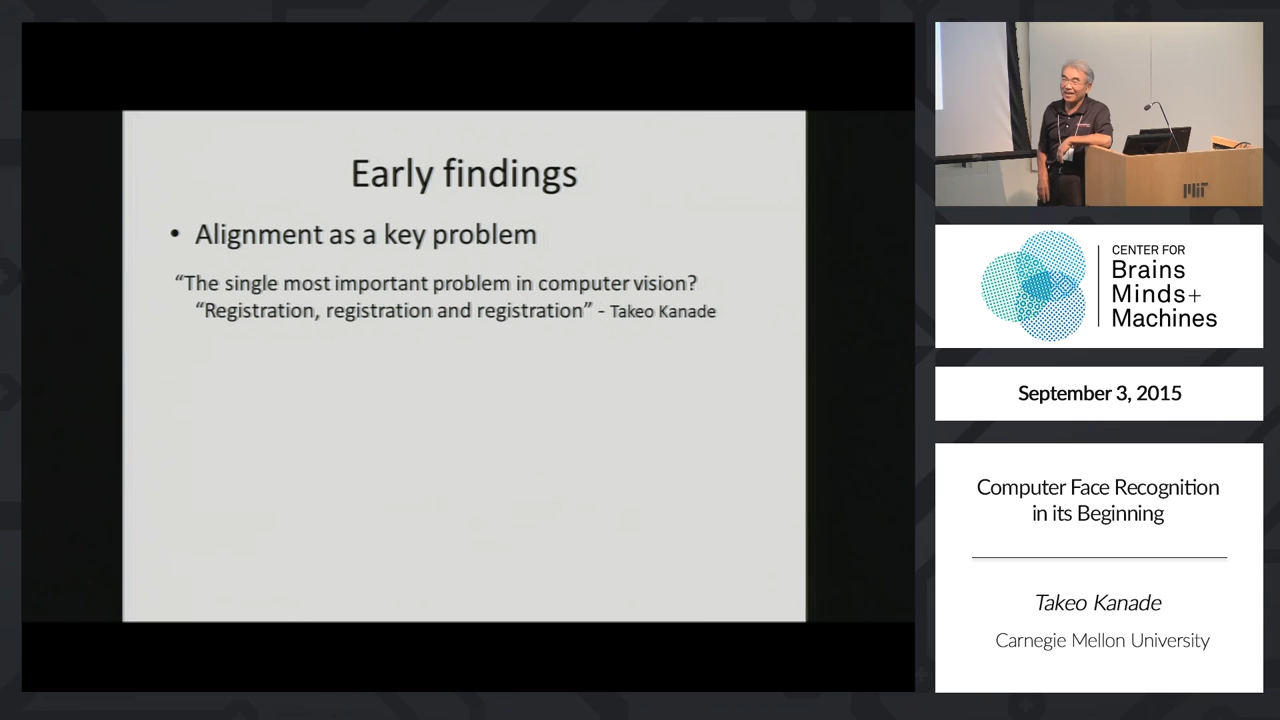 Early findings
• Alignment as a key problem
“The single most important problem in computer vision?
“Registration, registration and registration” - Takeo Kanade
MiT
CENTER FOR
Brains
Minds+
Machines
September 3, 2015
Computer Face Recognition
in its Beginning
Takeo Kanade
Carnegie Mellon University